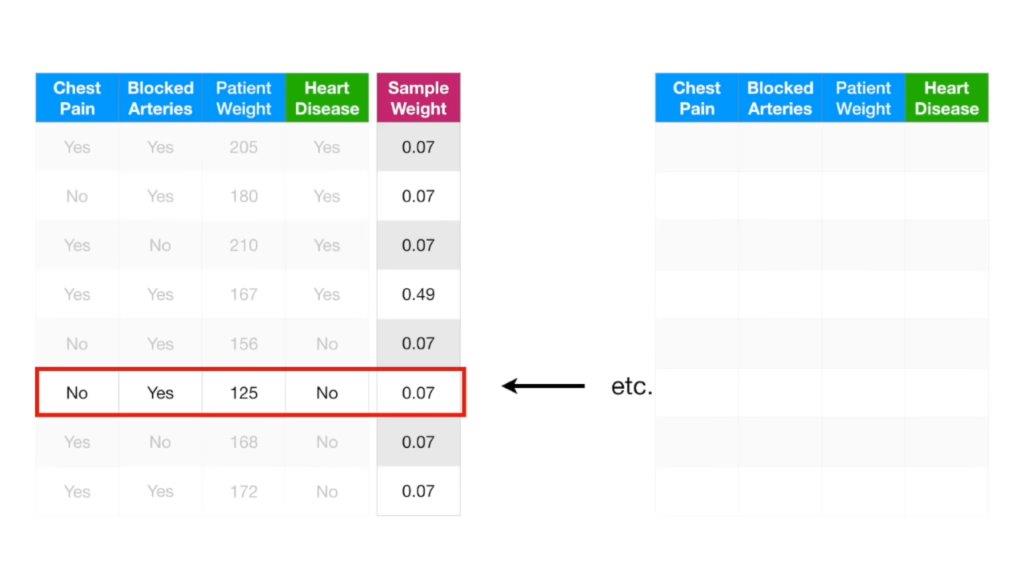 Chest Pain Blocked Arteries Patient Weight Heart Disease Sample Weight
Yes Yes 205 Yes 0.07
No Yes 180 Yes 0.07
Yes No 210 Yes 0.07
Yes Yes 167 Yes 0.49
No Yes 156 No 0.07
No Yes 125 No 0.07
Yes No 168 No 0.07
Yes Yes 172 No 0.07
etc.
Chest Pain Blocked Arteries Patient Weight Heart Disease